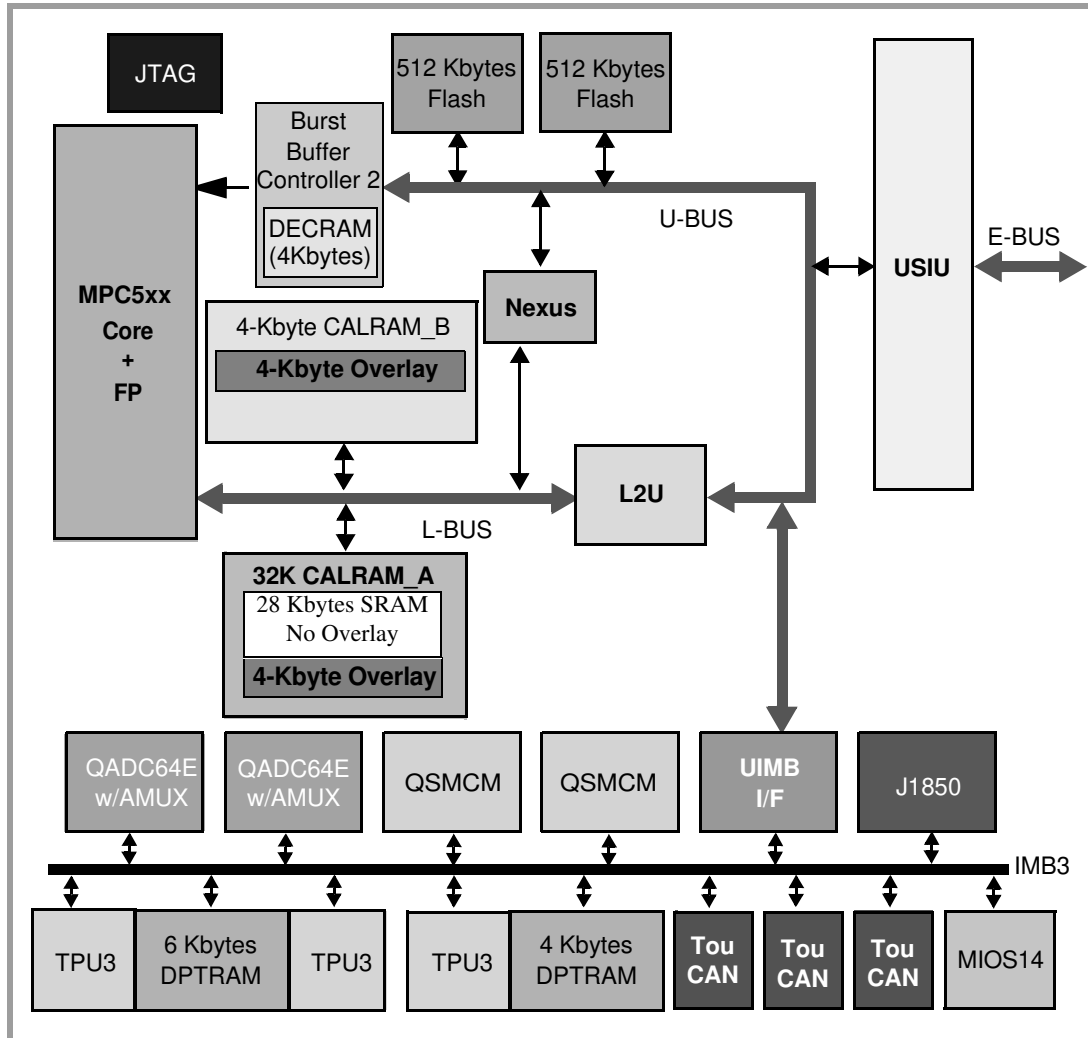 JTAG
512 Kbytes
Flash
512 Kbytes
Flash
Burst
Buffer
Controller 2
DECRAM
(4Kbytes)
U-BUS
E-BUS
USIU
MPC5xx
Core
+
FP
Nexus
4-Kbyte CALRAM_B
4-Kbyte Overlay
L2U
L-BUS
32K CALRAM_A
28 Kbytes SRAM
No Overlay
4-Kbyte Overlay
QADC64E
w/AMUX
QADC64E
w/AMUX
QSMCM
QSMCM
UIMB
I/F
J1850
IMB3
TPU3
6 Kbytes
DPTRAM
TPU3
TPU3
4 Kbytes
DPTRAM
Tou
CAN
Tou
CAN
Tou
CAN
MIOS14